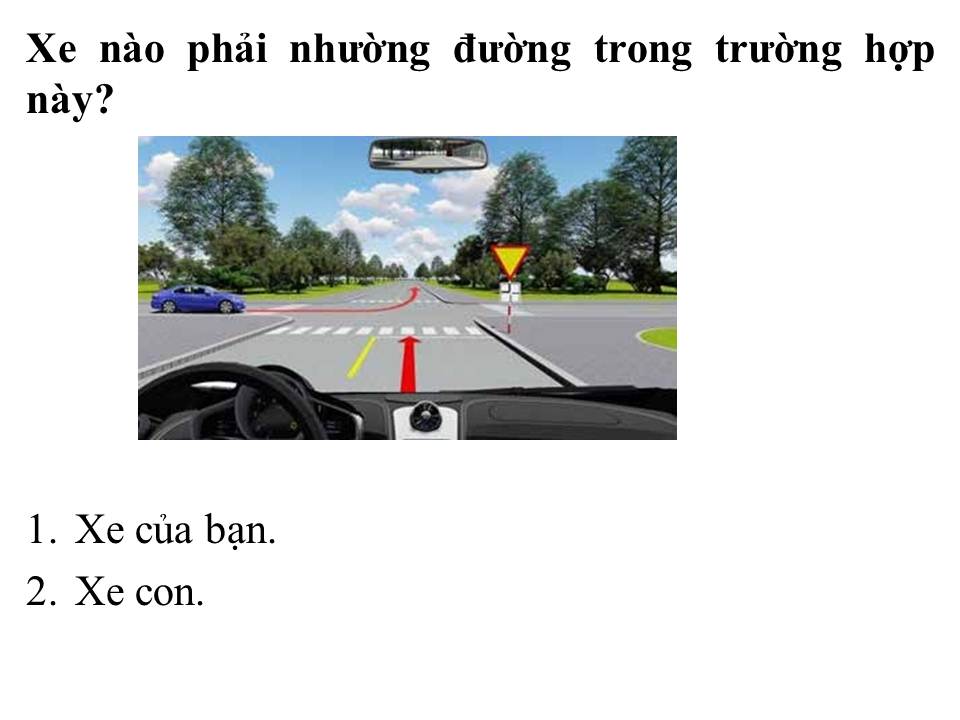 Xe nào phải nhường đường trong trường hợp
này?
1. Xe của bạn.
2. Xe con.